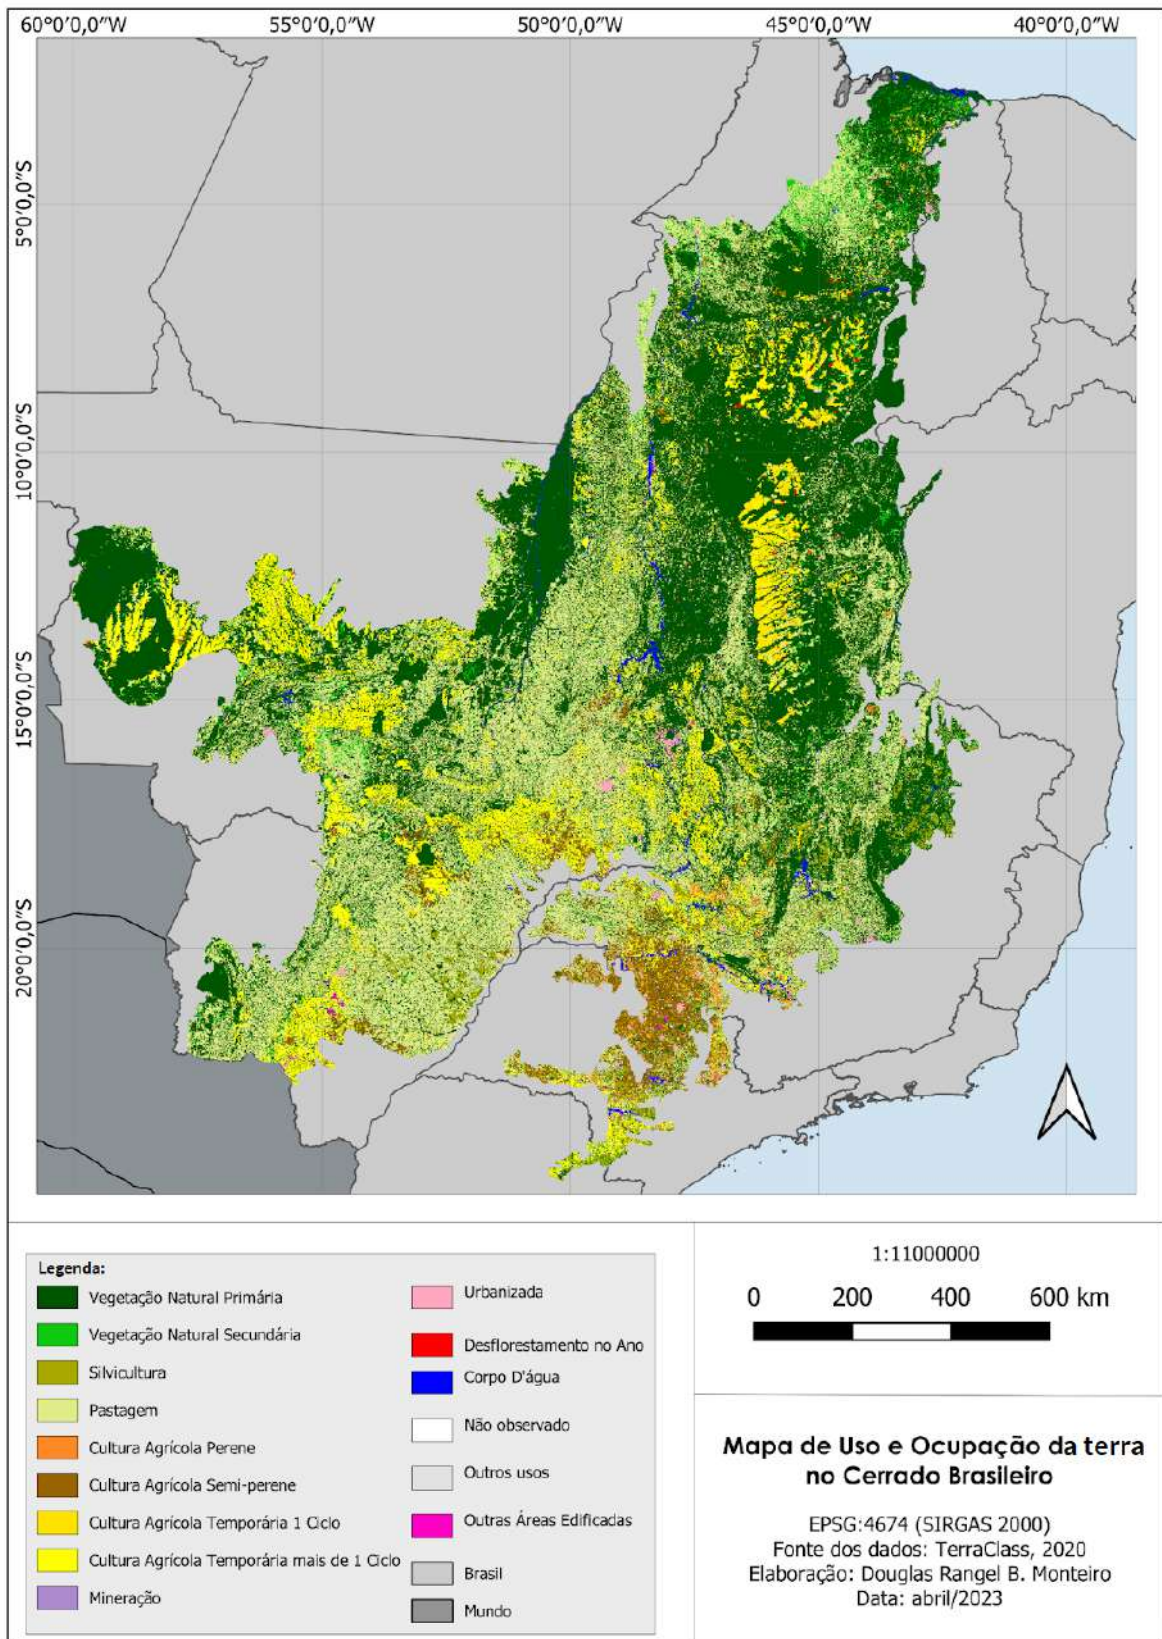 60°0'0,0"W
55°0'0,0"W
50°0'0,0"W
45°0'0,0"W
40°0'0,0"W
5°0'0,0"S
10°0'0,0"S
15°0'0,0"S
20°0'0,0"S
Legenda:
Vegetação Natural Primária
Vegetação Natural Secundária
Silvicultura
Pastagem
Cultura Agrícola Perene
Cultura Agrícola Semi-perene
Cultura Agrícola Temporária 1 Ciclo
Cultura Agrícola Temporária mais de 1 Ciclo
Mineração
Urbanizada
Desflorestamento no Ano
Corpo D'água
Não observado
Outros usos
Outras Áreas Edificadas
Brasil
Mundo
1:11000000
0 200 400 600 km
Mapa de Uso e Ocupação da terra
no Cerrado Brasileiro
EPSG:4674 (SIRGAS 2000)
Fonte dos dados: TerraClass, 2020
Elaboração: Douglas Rangel B. Monteiro
Data: abril/2023